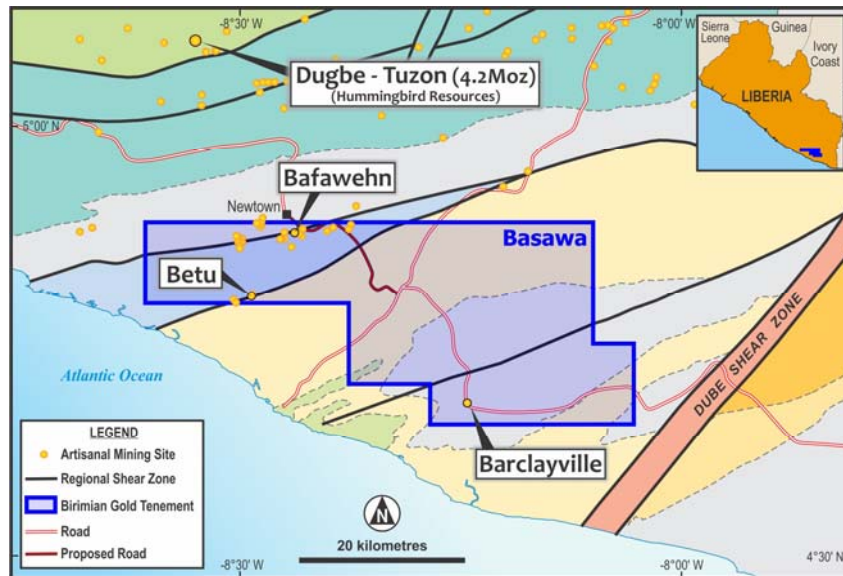 -8°30' W
-8°00' W
Sierra
Leone
Guinea
Ivory
Coast
LIBERIA
Dugbe - Tuzon (4.2Moz)
(Hummingbird Resources)
5°00' N
Bafawehn
Newtown
Basawa
Betu
Atlantic Ocean
DUBE SHEAR ZONE
Barclayville
LEGEND
Artisanal Mining Site
Regional Shear Zone
Birimian Gold Tenement
Road
Proposed Road
N
20 kilometres
-8°30' W
-8°00' W
4°30' N